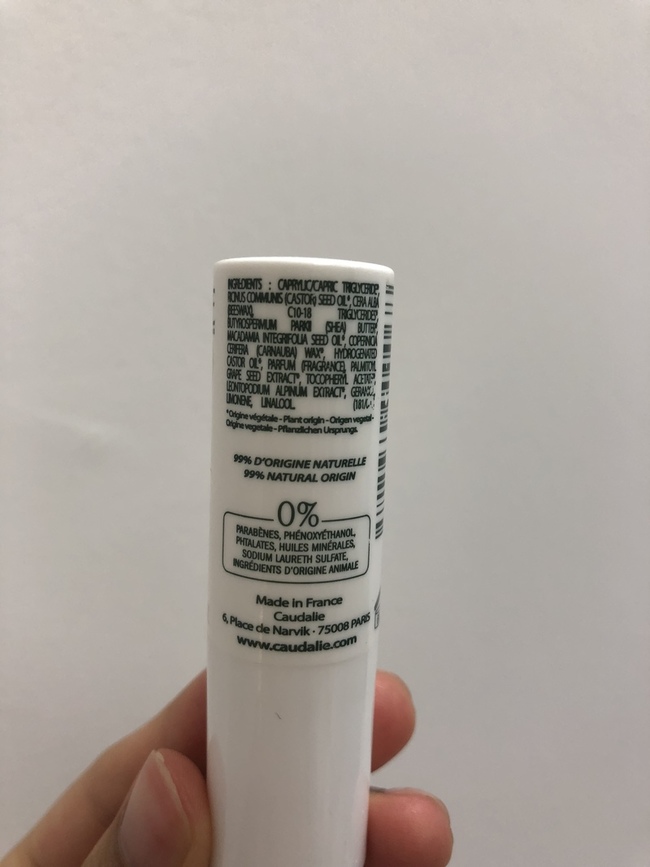 INGRÉDIENTS : CAPRYLIC/CAPRIC TRIGLYCERIDE*,
RICINUS COMMUNIS (CASTOR) SEED OIL*, CERA ALBA
(BEESWAX), C10-18 TRIGLYCERIDES*,
BUTYROSPERMUM PARKII (SHEA) BUTTER*,
MACADAMIA INTEGRIFOLIA SEED OIL*, COPERNICIA
CERIFERA (CARNAUBA) WAX*, HYDROGENATED
CASTOR OIL*, PARFUM (FRAGRANCE), PALMITOYL
GRAPE SEED EXTRACT*, TOCOPHERYL ACETATE*,
LEONTOPODIUM ALPINUM EXTRACT*, GERANIOL,
LIMONENE, LINALOOL.
*Origine végétale - Plant origin - Origen vegetal -
Origine vegetale - Pflanzlichen Ursprungs.
99% D'ORIGINE NATURELLE
99% NATURAL ORIGIN
0%
PARABÈNES, PHÉNOXYÉTHANOL,
PHTALATES, HUILES MINÉRALES,
SODIUM LAURETH SULFATE,
INGRÉDIENTS D'ORIGINE ANIMALE
Made in France
Caudalie
6, Place de Narvik · 75008 PARIS
www.caudalie.com